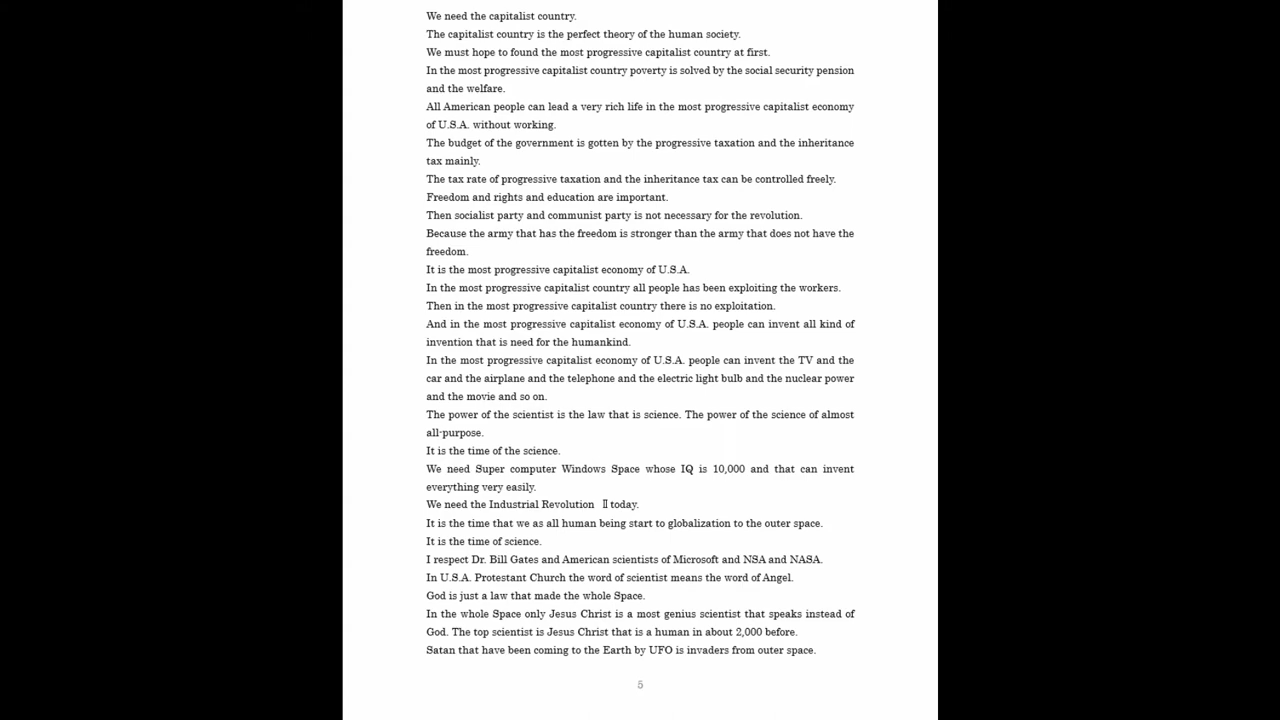 We need the capitalist country.
The capitalist country is the perfect theory of the human society.
We must hope to found the most progressive capitalist country at first.
In the most progressive capitalist country poverty is solved by the social security pension
and the welfare.
All American people can lead a very rich life in the most progressive capitalist economy
of U.S.A. without working.
The budget of the government is gotten by the progressive taxation and the inheritance
tax mainly.
The tax rate of progressive taxation and the inheritance tax can be controlled freely.
Freedom and rights and education are important.
Then socialist party and communist party is not necessary for the revolution.
Because the army that has the freedom is stronger than the army that does not have the
freedom.
It is the most progressive capitalist economy of U.S.A.
In the most progressive capitalist country all people has been exploiting the workers.
Then in the most progressive capitalist country there is no exploitation.
And in the most progressive capitalist economy of U.S.A. people can invent all kind of
invention that is need for the humankind.
In the most progressive capitalist economy of U.S.A. people can invent the TV and the
car and the airplane and the telephone and the electric light bulb and the nuclear power
and the movie and so on.
The power of the scientist is the law that is science. The power of the science of almost
all-purpose.
It is the time of the science.
We need Super computer Windows Space whose IQ is 10,000 and that can invent
everything very easily.
We need the Industrial Revolution Ⅱ today.
It is the time that we as all human being start to globalization to the outer space.
It is the time of science.
I respect Dr. Bill Gates and American scientists of Microsoft and NSA and NASA.
In U.S.A. Protestant Church the word of scientist means the word of Angel.
God is just a law that made the whole Space.
In the whole Space only Jesus Christ is a most genius scientist that speaks instead of
God. The top scientist is Jesus Christ that is a human in about 2,000 before.
Satan that have been coming to the Earth by UFO is invaders from outer space.
5